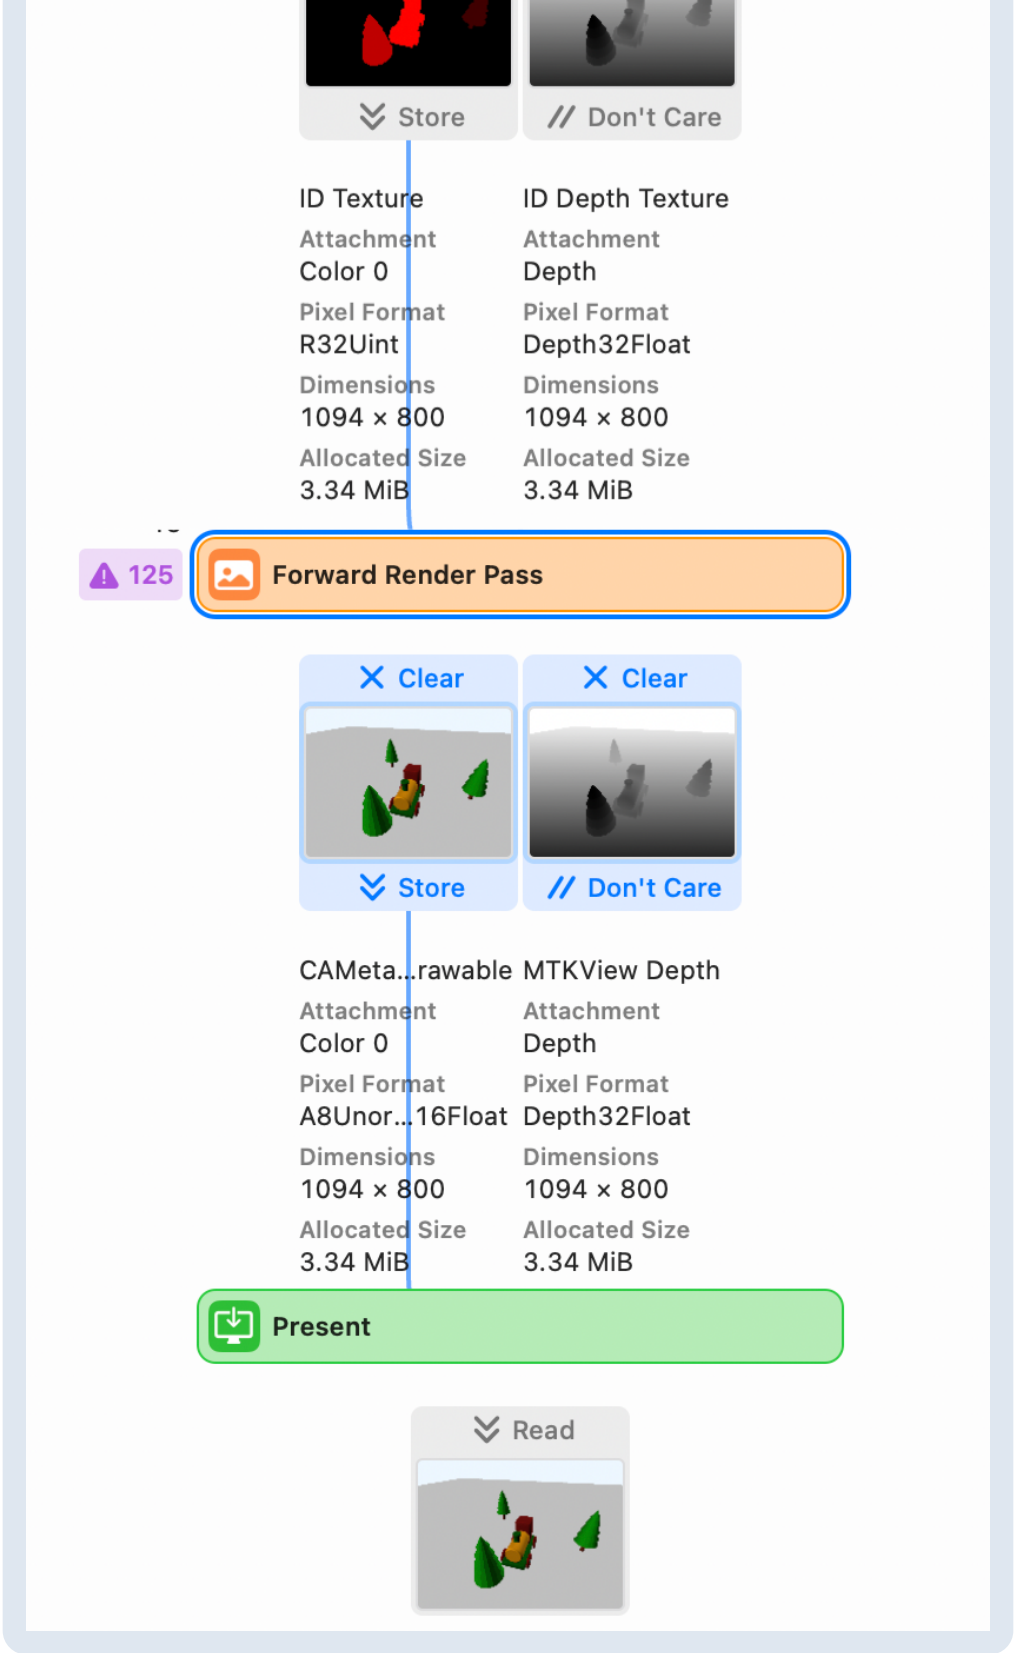 Store
Don't Care
ID Texture
ID Depth Texture
Attachment
Attachment
Color 0
Depth
Pixel Format
Pixel Format
R32Uint
Depth32Float
Dimensions
Dimensions
1094 × 800
1094 × 800
Allocated Size
Allocated Size
3.34 MiB
3.34 MiB
125
Forward Render Pass
Clear
Clear
Store
Don't Care
CAMeta...rawable
MTKView Depth
Attachment
Attachment
Color 0
Depth
Pixel Format
Pixel Format
A8Unor...16Float
Depth32Float
Dimensions
Dimensions
1094 × 800
1094 × 800
Allocated Size
Allocated Size
3.34 MiB
3.34 MiB
Present
Read